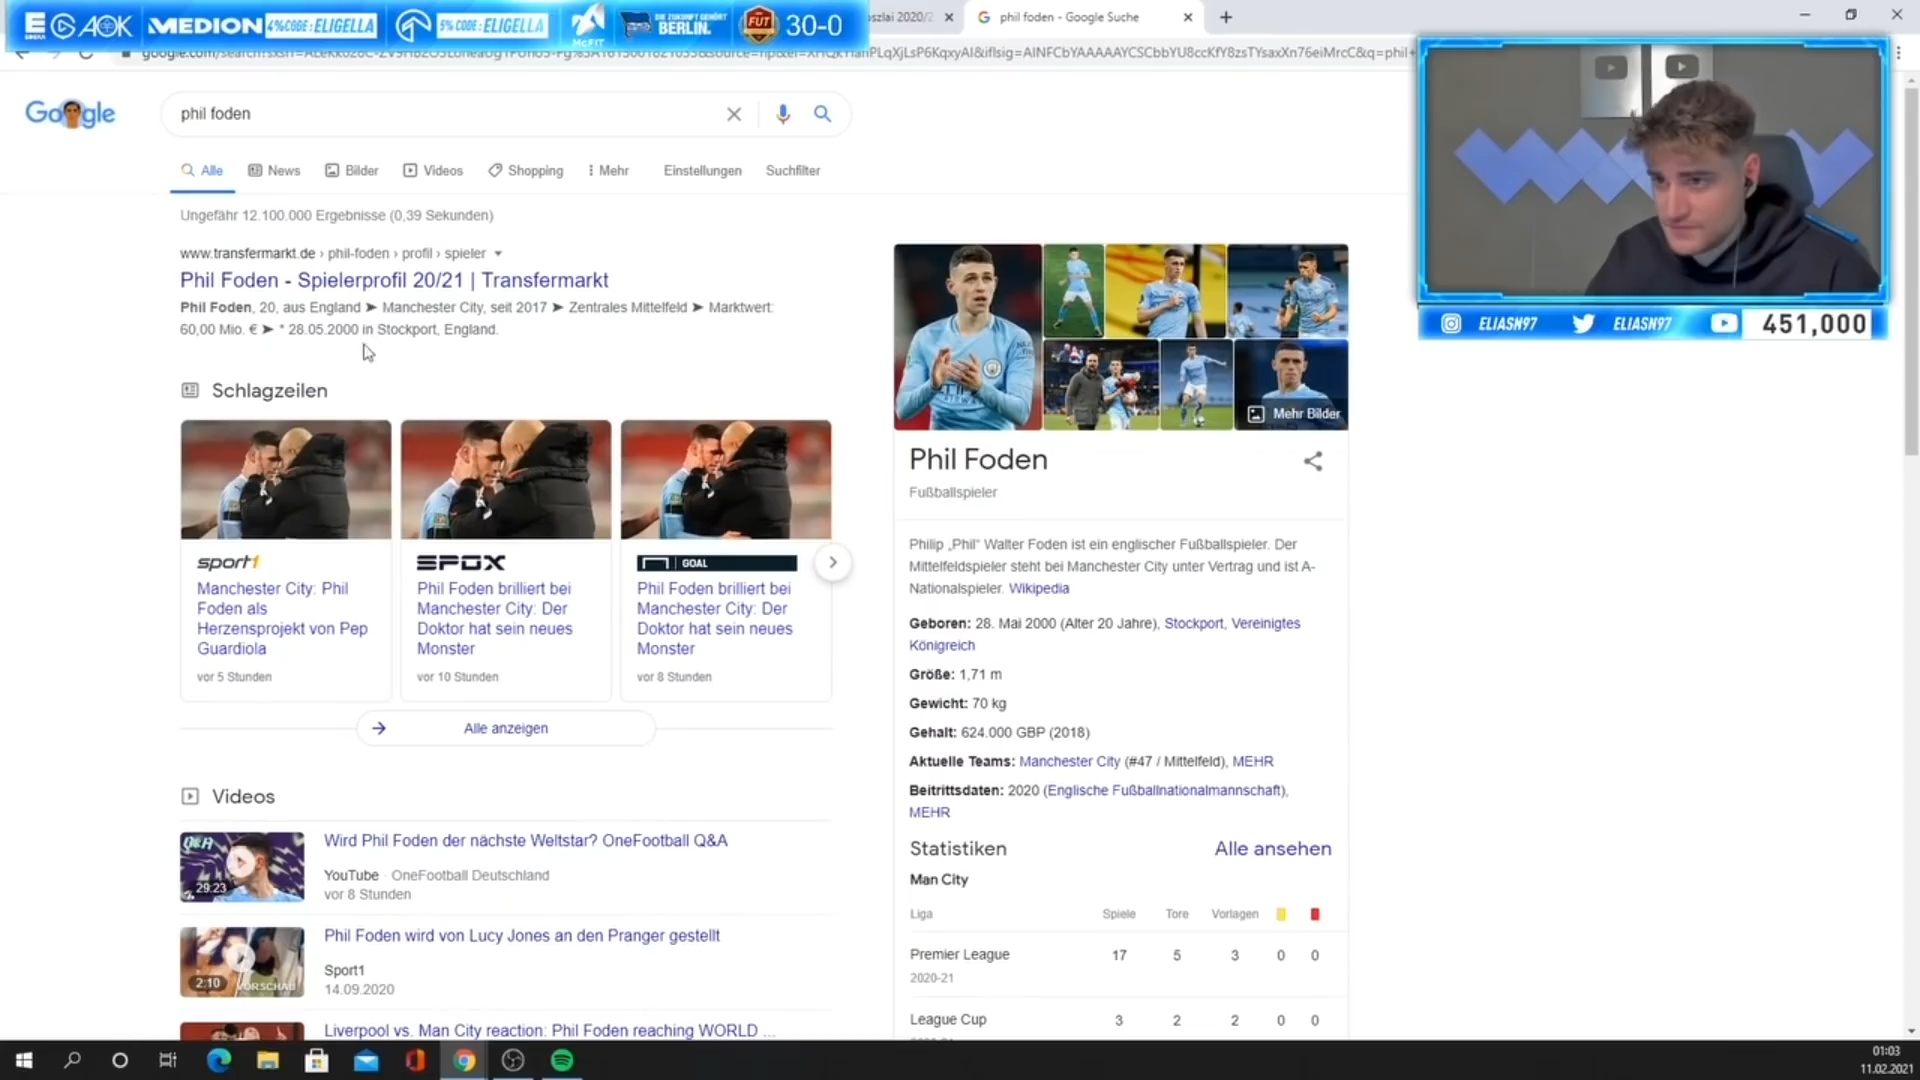 AOK
MEDION
4%CODE: ELIGELLA
5% CODE: ELIGELLA
McFIT
DIE ZUKUNFT GEHÖRT
BERLIN.
FUT
30-0
oszlai 2020/2
phil foden - Google Suche
Google
phil foden
Alle
News
Bilder
Videos
Shopping
Mehr
Einstellungen
Suchfilter
Ungefähr 12.100.000 Ergebnisse (0,39 Sekunden)
www.transfermarkt.de › phil-foden › profil › spieler
Phil Foden - Spielerprofil 20/21 | Transfermarkt
Phil Foden, 20, aus England ➤ Manchester City, seit 2017 ➤ Zentrales Mittelfeld ➤ Marktwert:
60,00 Mio. € ➤ * 28.05.2000 in Stockport, England.
Schlagzeilen
sport1
Manchester City: Phil
Foden als
Herzensprojekt von Pep
Guardiola
vor 5 Stunden
SPOX
Phil Foden brilliert bei
Manchester City: Der
Doktor hat sein neues
Monster
vor 10 Stunden
GOAL
Phil Foden brilliert bei
Manchester City: Der
Doktor hat sein neues
Monster
vor 8 Stunden
Alle anzeigen
Videos
Q&A
29:23
Wird Phil Foden der nächste Weltstar? OneFootball Q&A
YouTube · OneFootball Deutschland
vor 8 Stunden
2:10
VORSCHAU
Phil Foden wird von Lucy Jones an den Pranger gestellt
Sport1
14.09.2020
Liverpool vs. Man City reaction: Phil Foden reaching WORLD ...
Mehr Bilder
Phil Foden
Fußballspieler
Philip „Phil“ Walter Foden ist ein englischer Fußballspieler. Der
Mittelfeldspieler steht bei Manchester City unter Vertrag und ist A-
Nationalspieler. Wikipedia
Geboren: 28. Mai 2000 (Alter 20 Jahre), Stockport, Vereinigtes
Königreich
Größe: 1,71 m
Gewicht: 70 kg
Gehalt: 624.000 GBP (2018)
Aktuelle Teams: Manchester City (#47 / Mittelfeld), MEHR
Beitrittsdaten: 2020 (Englische Fußballnationalmannschaft),
MEHR
Statistiken
Alle ansehen
Man City
Liga Spiele Tore Vorlagen
Premier League 17 5 3 0 0
2020-21
League Cup 3 2 2 0 0
ELIASN97
ELIASN97
451,000
01:03
11.02.2021